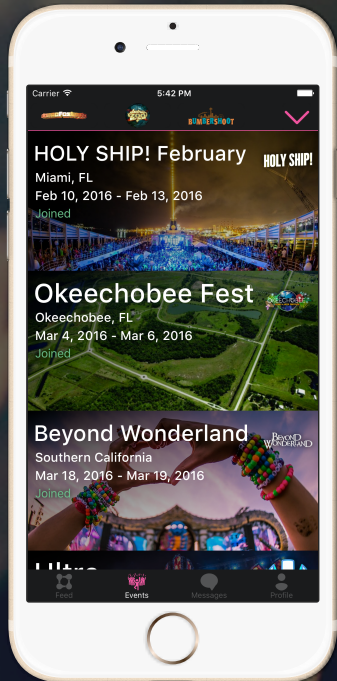 Carrier
5:42 PM
BUMBERSHOOT
HOLY SHIP! February
HOLY SHIP!
Miami, FL
Feb 10, 2016 - Feb 13, 2016
Joined
Okeechobee Fest
OKEECHOBEE
Okeechobee, FL
Mar 4, 2016 - Mar 6, 2016
Joined
Beyond Wonderland
BEYOND
WONDERLAND
Southern California
Mar 18, 2016 - Mar 19, 2016
Joined
Ultra
Feed
Events
Messages
Profile